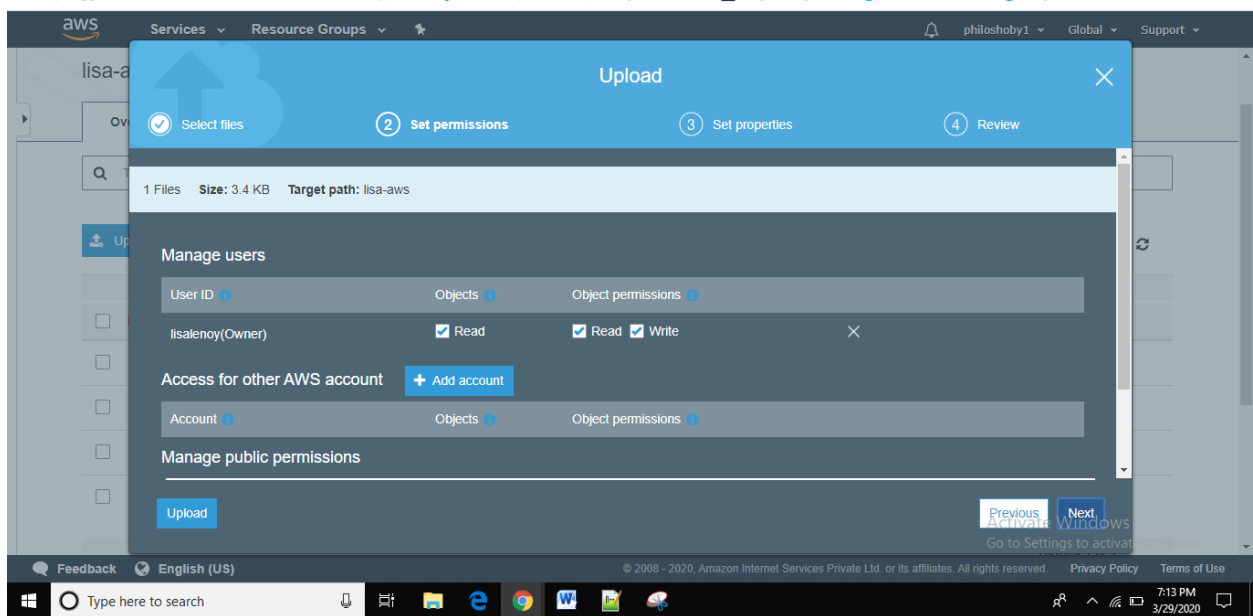 aws Services Resource Groups philoshoby1 Global Support
lisa-a
Upload
Ov
Select files 2 Set permissions 3 Set properties 4 Review
1 Files Size: 3.4 KB Target path: lisa-aws
Up
Manage users
User ID Objects Object permissions
lisalenoy(Owner) Read Read Write
Access for other AWS account + Add account
Account Objects Object permissions
Manage public permissions
Upload Previous Next
Activate Windows
Go to Settings to activat
Feedback English (US) © 2008 - 2020, Amazon Internet Services Private Ltd. or its affiliates. All rights reserved. Privacy Policy Terms of Use
Type here to search 7:13 PM
3/29/2020